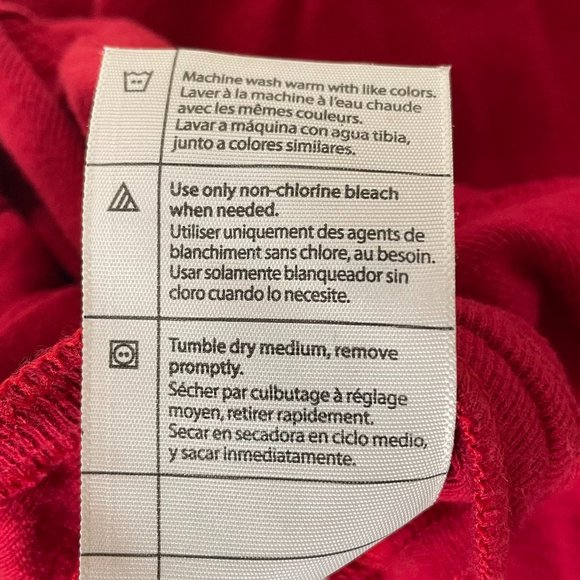 Machine wash warm with like colors.
Laver à la machine à l'eau chaude
avec les mêmes couleurs.
Lavar a máquina con agua tibia,
junto a colores similares.
Use only non-chlorine bleach
when needed.
Utiliser uniquement des agents de
blanchiment sans chlore, au besoin.
Usar solamente blanqueador sin
cloro cuando lo necesite.
Tumble dry medium, remove
promptly.
Sécher par culbutage à réglage
moyen, retirer rapidement.
Secar en secadora en ciclo medio,
y sacar inmediatamente.